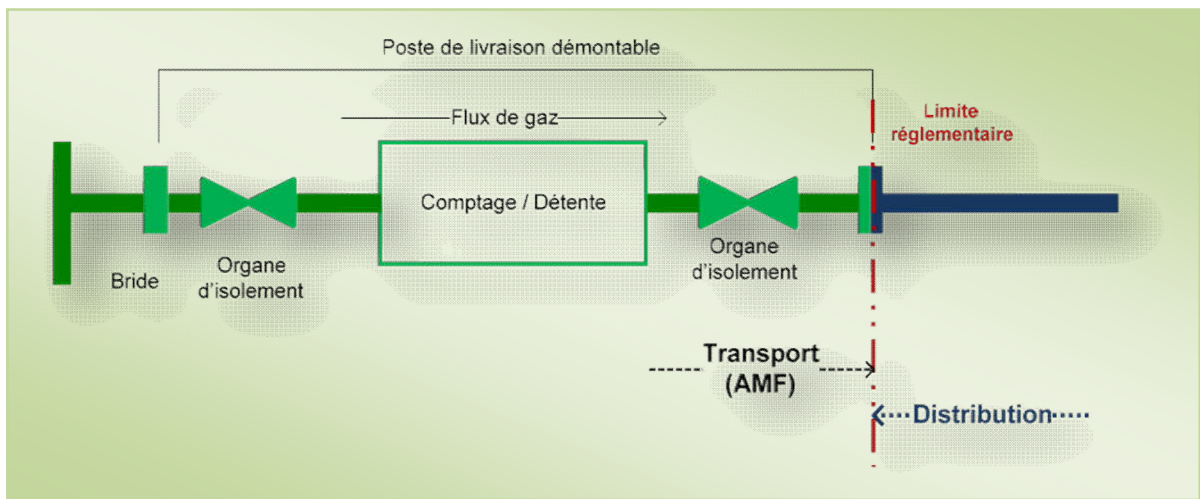 Poste de livraison démontable
Flux de gaz
Limite
réglementaire
Comptage / Détente
Bride
Organe
d'isolement
Organe
d'isolement
Transport
(AMF)
Distribution